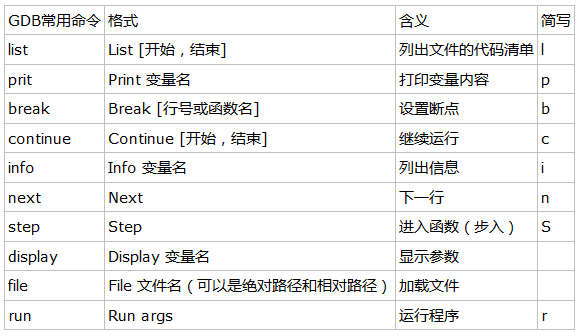 GDB常用命令 格式 含义 简写
list List [开始，结束] 列出文件的代码清单 l
prit Print 变量名 打印变量内容 p
break Break [行号或函数名] 设置断点 b
continue Continue [开始，结束] 继续运行 c
info Info 变量名 列出信息 i
next Next 下一行 n
step Step 进入函数（步入） S
display Display 变量名 显示参数
file File 文件名（可以是绝对路径和相对路径） 加载文件
run Run args 运行程序 r